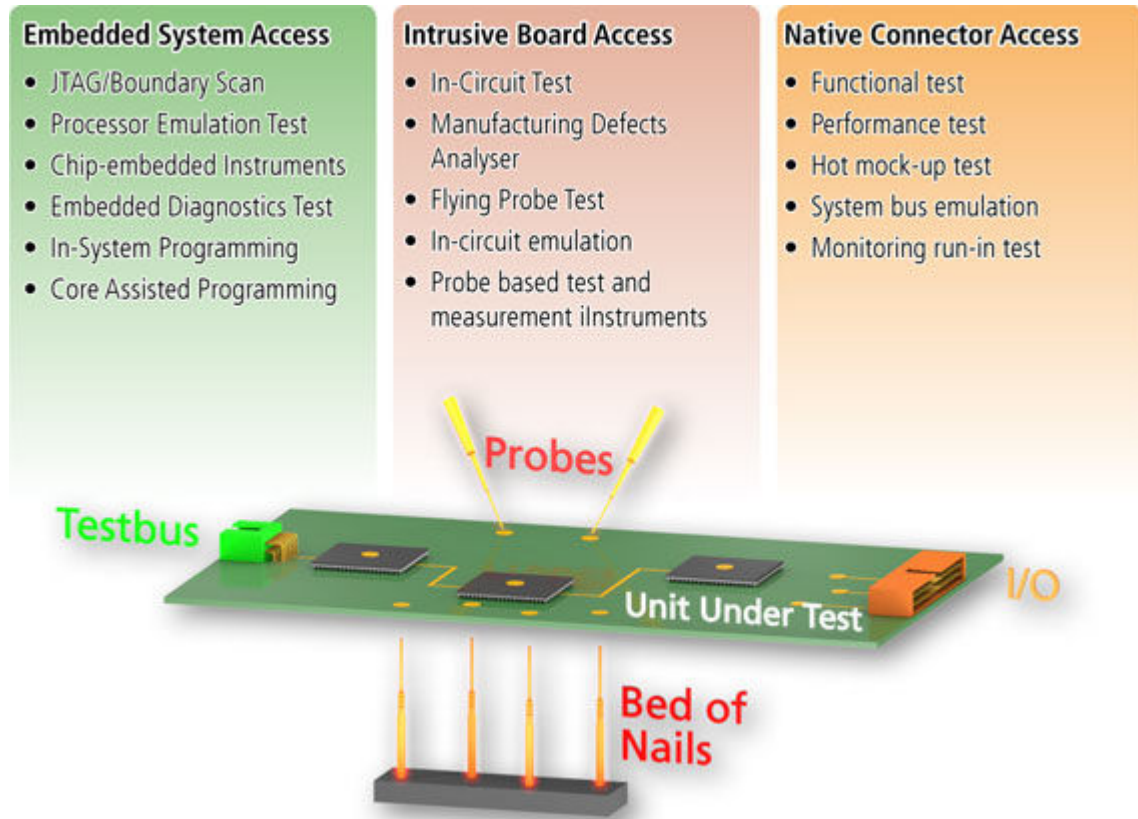 Embedded System Access
• JTAG/Boundary Scan
• Processor Emulation Test
• Chip-embedded Instruments
• Embedded Diagnostics Test
• In-System Programming
• Core Assisted Programming
Intrusive Board Access
• In-Circuit Test
• Manufacturing Defects
Analyser
• Flying Probe Test
• In-circuit emulation
• Probe based test and
measurement iInstruments
Native Connector Access
• Functional test
• Performance test
• Hot mock-up test
• System bus emulation
• Monitoring run-in test
Probes
Testbus
I/O
Unit Under Test
Bed of
Nails